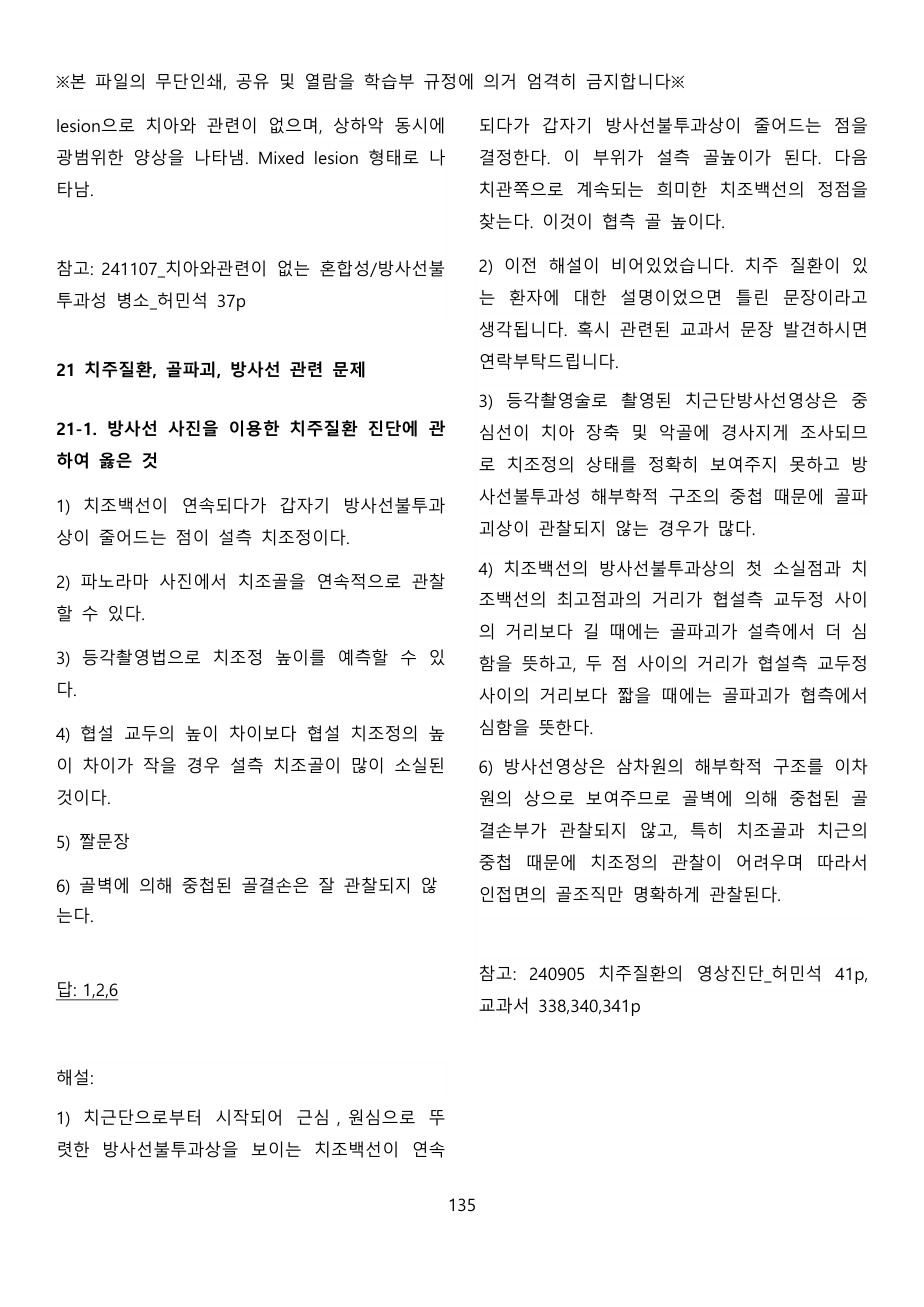 ※본 파일의 무단인쇄, 공유 및 열람을 학습부 규정에 의거 엄격히 금지합니다※
lesion으로 치아와 관련이 없으며, 상하악 동시에
광범위한 양상을 나타냄. Mixed lesion 형태로 나
타남.
참고: 241107_치아와관련이 없는 혼합성/방사선불
투과성 병소_허민석 37p
21 치주질환, 골파괴, 방사선 관련 문제
21-1. 방사선 사진을 이용한 치주질환 진단에 관
하여 옳은 것
1) 치조백선이 연속되다가 갑자기 방사선불투과
상이 줄어드는 점이 설측 치조정이다.
2) 파노라마 사진에서 치조골을 연속적으로 관찰
할 수 있다.
3) 등각촬영법으로 치조정 높이를 예측할 수 있
다.
4) 협설 교두의 높이 차이보다 협설 치조정의 높
이 차이가 작을 경우 설측 치조골이 많이 소실된
것이다.
5) 짤문장
6) 골벽에 의해 중첩된 골결손은 잘 관찰되지 않
는다.
답: 1,2,6
해설:
1) 치근단으로부터 시작되어 근심 , 원심으로 뚜
렷한 방사선불투과상을 보이는 치조백선이 연속
되다가 갑자기 방사선불투과상이 줄어드는 점을
결정한다. 이 부위가 설측 골높이가 된다. 다음
치관쪽으로 계속되는 희미한 치조백선의 정점을
찾는다. 이것이 협측 골 높이다.
2) 이전 해설이 비어있었습니다. 치주 질환이 있
는 환자에 대한 설명이었으면 틀린 문장이라고
생각됩니다. 혹시 관련된 교과서 문장 발견하시면
연락부탁드립니다.
3) 등각촬영술로 촬영된 치근단방사선영상은 중
심선이 치아 장축 및 악골에 경사지게 조사되므
로 치조정의 상태를 정확히 보여주지 못하고 방
사선불투과성 해부학적 구조의 중첩 때문에 골파
괴상이 관찰되지 않는 경우가 많다.
4) 치조백선의 방사선불투과상의 첫 소실점과 치
조백선의 최고점과의 거리가 협설측 교두정 사이
의 거리보다 길 때에는 골파괴가 설측에서 더 심
함을 뜻하고, 두 점 사이의 거리가 협설측 교두정
사이의 거리보다 짧을 때에는 골파괴가 협측에서
심함을 뜻한다.
6) 방사선영상은 삼차원의 해부학적 구조를 이차
원의 상으로 보여주므로 골벽에 의해 중첩된 골
결손부가 관찰되지 않고, 특히 치조골과 치근의
중첩 때문에 치조정의 관찰이 어려우며 따라서
인접면의 골조직만 명확하게 관찰된다.
참고: 240905 치주질환의 영상진단_허민석 41p,
교과서 338,340,341p
135